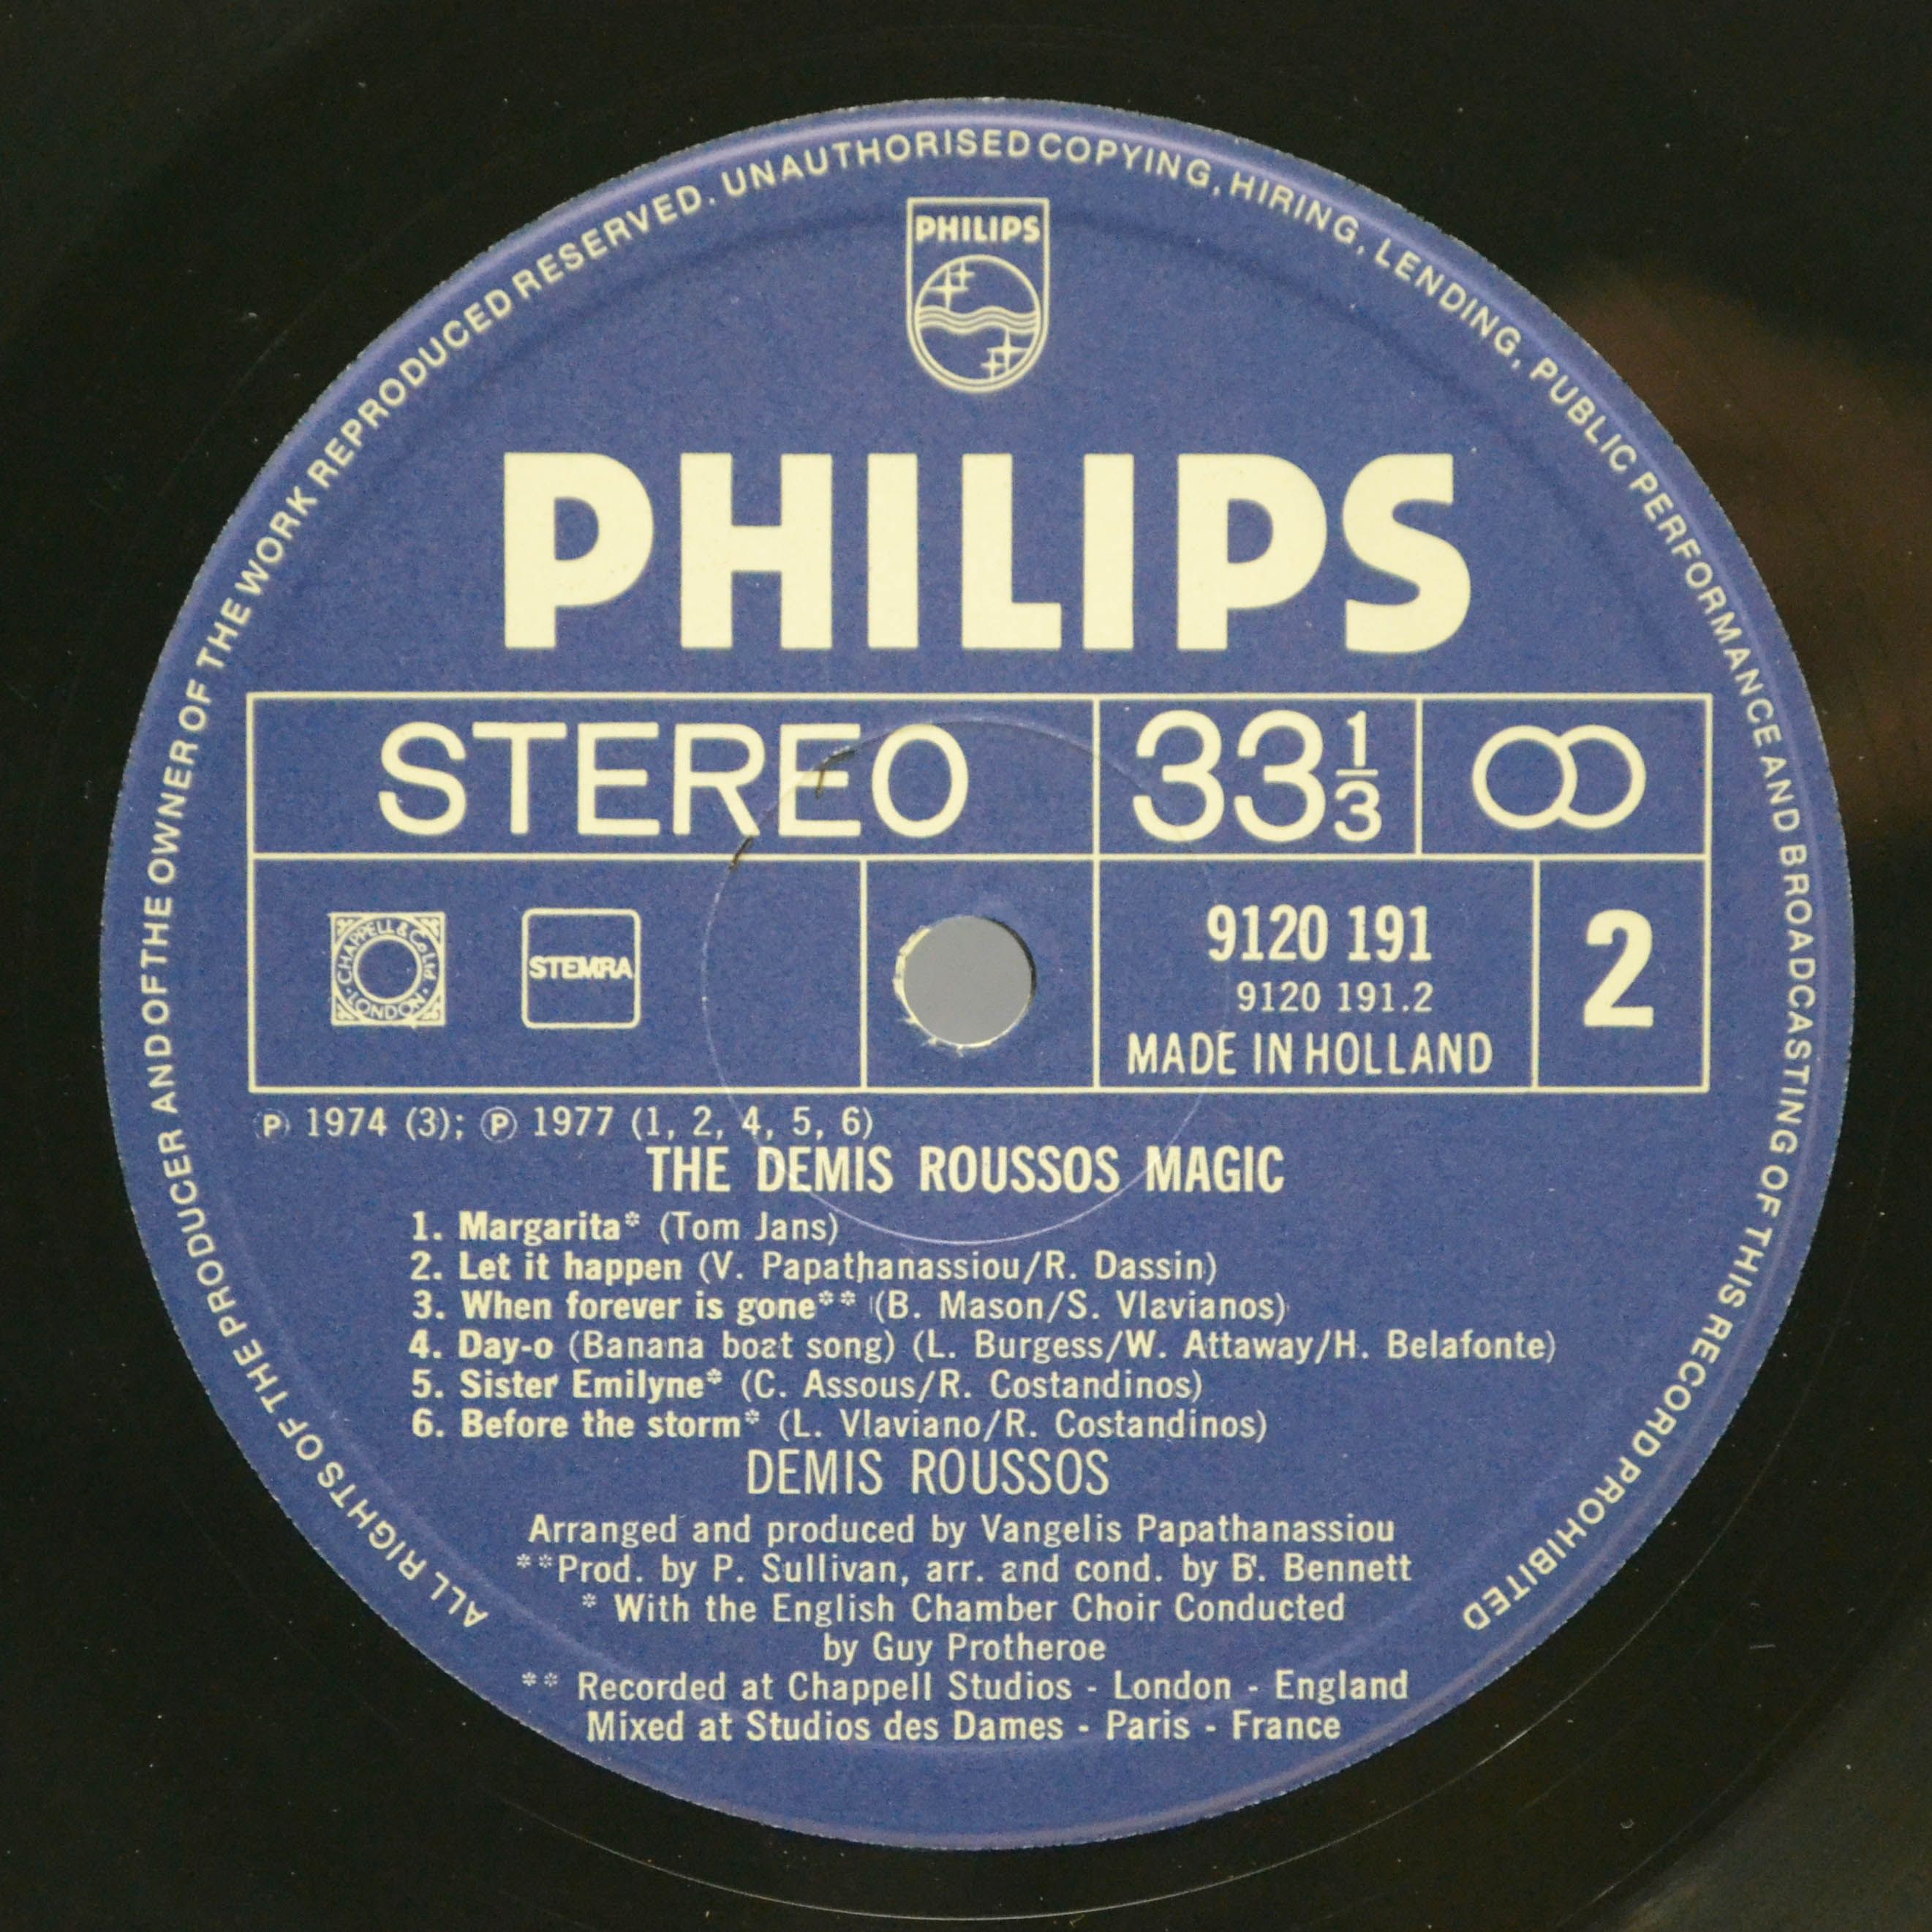 ALL RIGHTS OF THE PRODUCER AND OF THE OWNER OF THE WORK REPRODUCED RESERVED. UNAUTHORISED COPYING, HIRING, LENDING, PUBLIC PERFORMANCE AND BROADCASTING OF THIS RECORD PROHIBITED
PHILIPS
PHILIPS
STEREO 33 1/3
CHAPPELL & Co Ltd · LONDON ·
STEMRA
9120 191
9120 191.2
MADE IN HOLLAND
2
Ⓟ 1974 (3); Ⓟ 1977 (1, 2, 4, 5, 6)
THE DEMIS ROUSSOS MAGIC
1. Margarita* (Tom Jans)
2. Let it happen (V. Papathanassiou/R. Dassin)
3. When forever is gone** (B. Mason/S. Vlavianos)
4. Day-o (Banana boat song) (L. Burgess/W. Attaway/H. Belafonte)
5. Sister Emilyne* (C. Assous/R. Costandinos)
6. Before the storm* (L. Vlaviano/R. Costandinos)
DEMIS ROUSSOS
Arranged and produced by Vangelis Papathanassiou
**Prod. by P. Sullivan, arr. and cond. by B. Bennett
* With the English Chamber Choir Conducted
by Guy Protheroe
** Recorded at Chappell Studios - London - England
Mixed at Studios des Dames - Paris - France